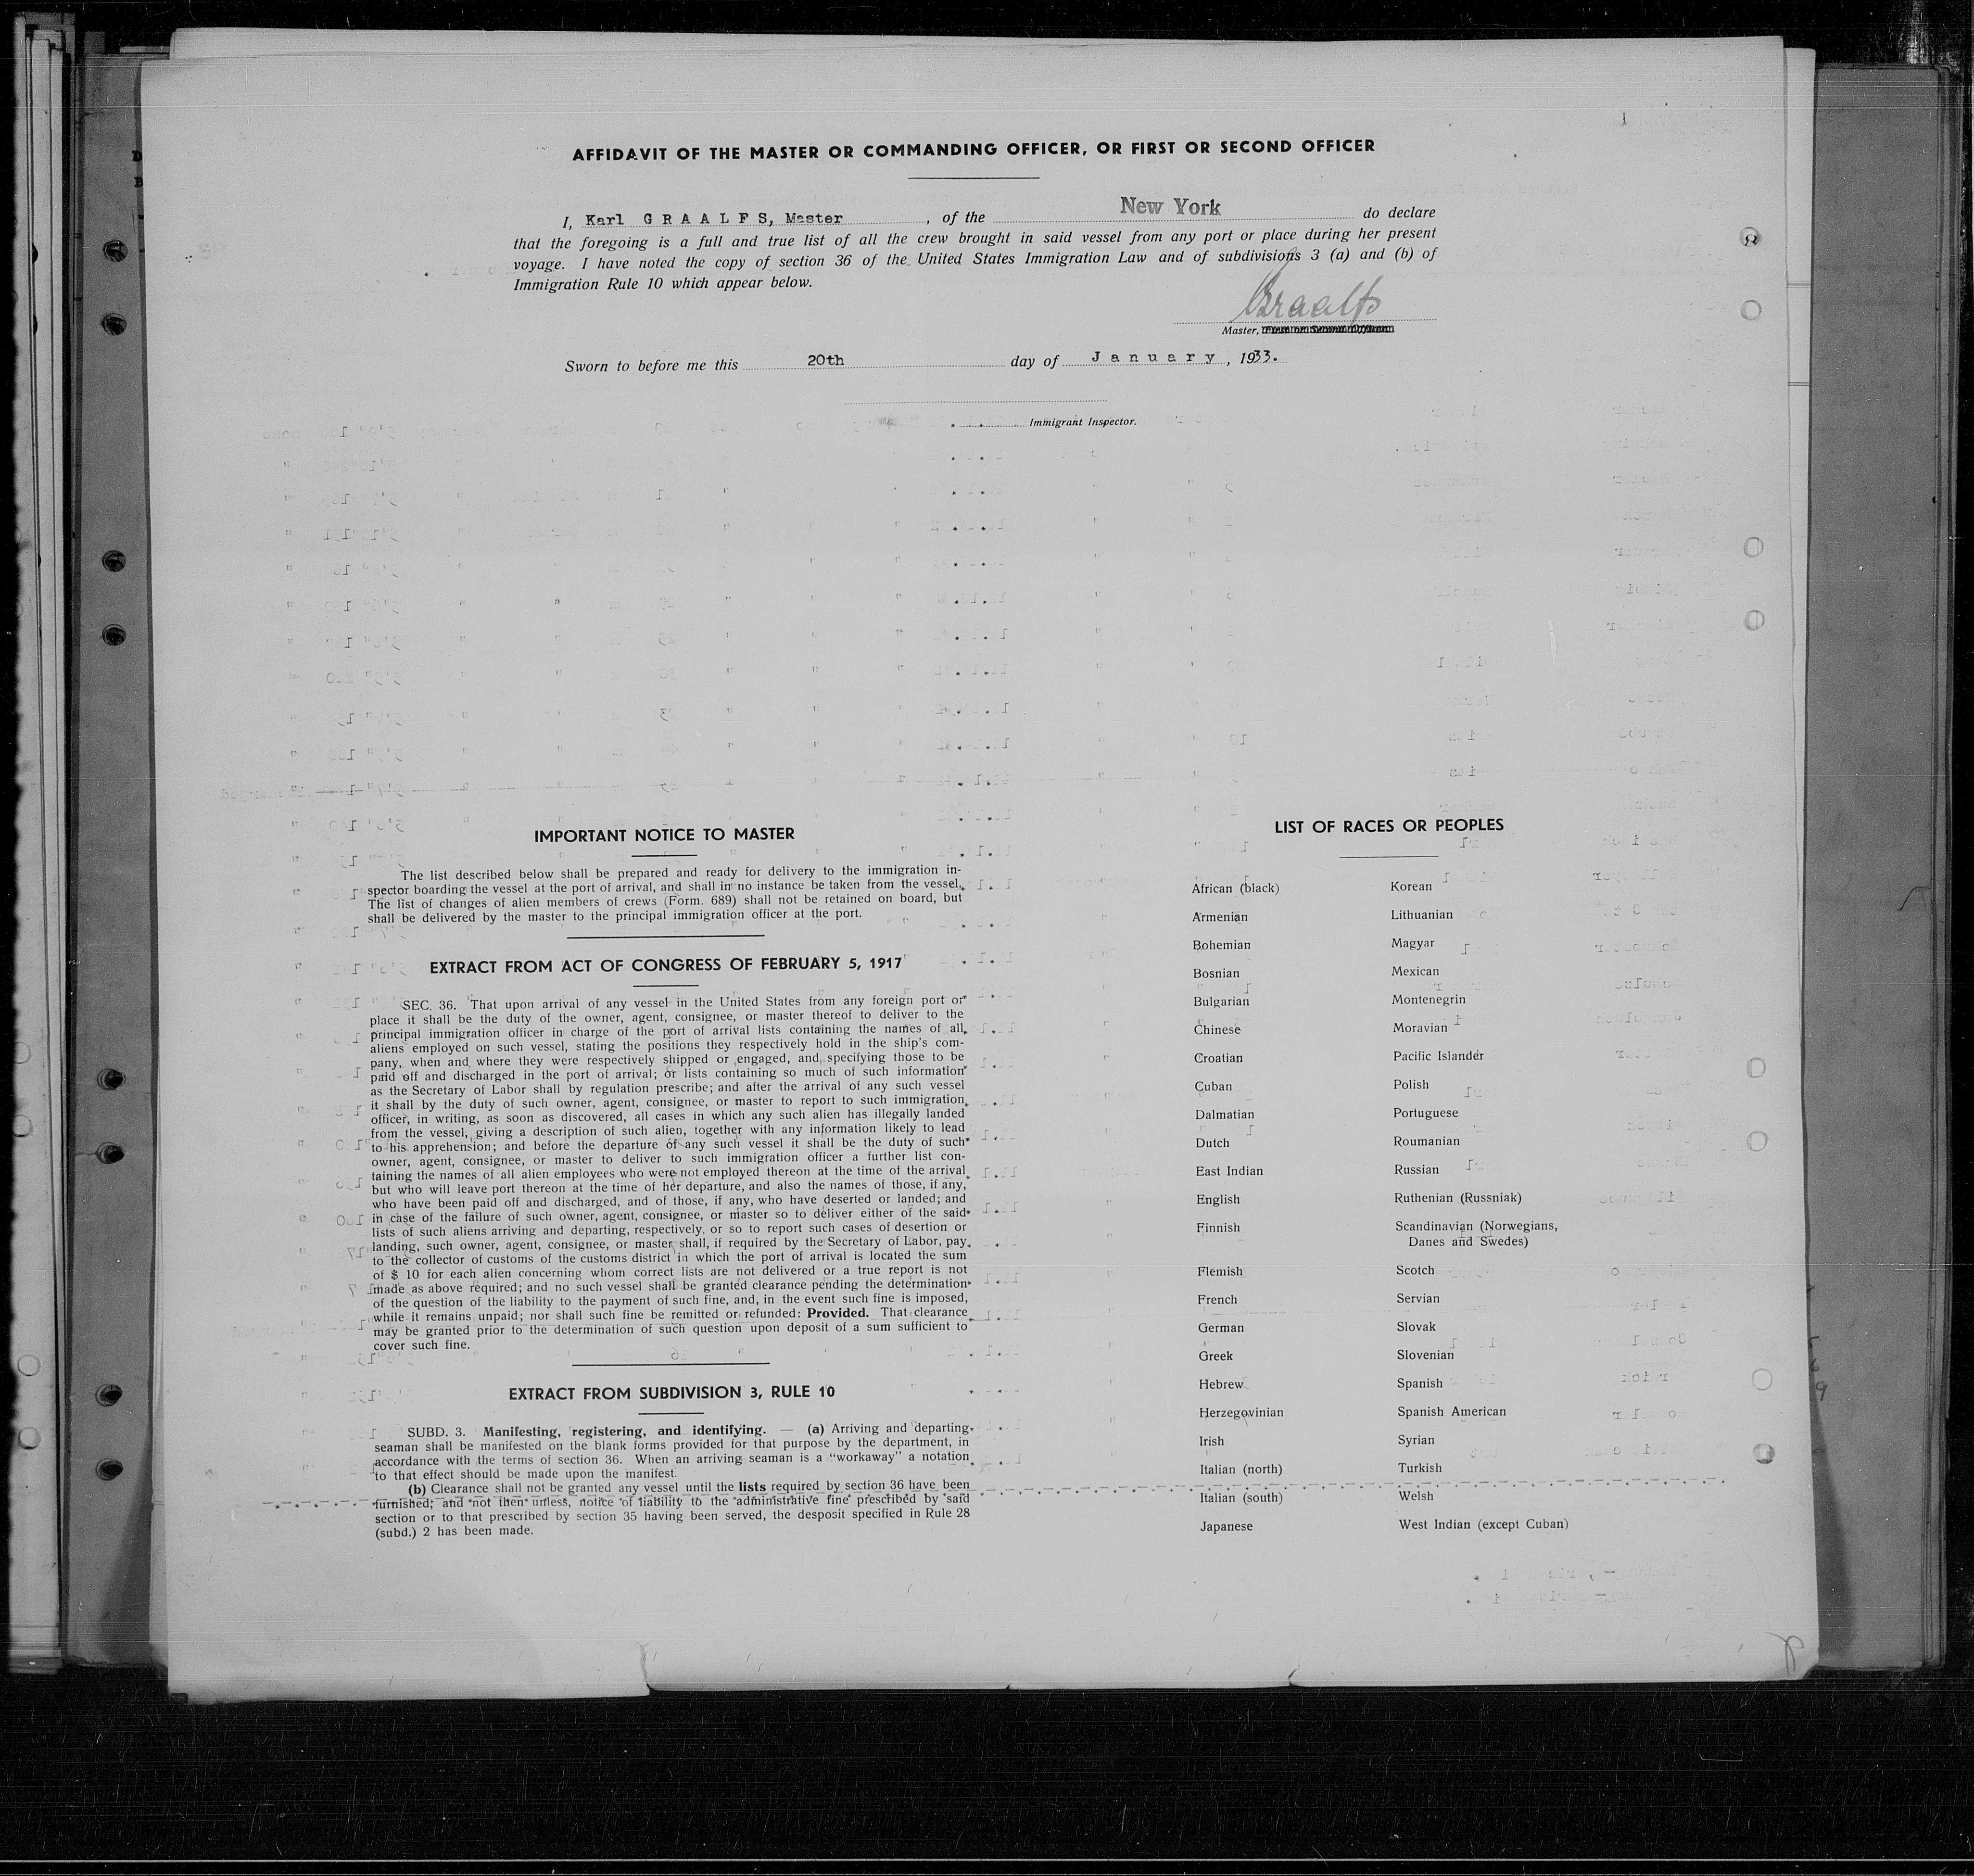 AFFIDAVIT OF THE MASTER OR COMMANDING OFFICER, OR FIRST OR SECOND OFFICER
I, Karl G R A A L F S, Master , of the New York do declare
that the foregoing is a full and true list of all the crew brought in said vessel from any port or place during her present
voyage. I have noted the copy of section 36 of the United States Immigration Law and of subdivisions 3 (a) and (b) of
Immigration Rule 10 which appear below.
Graalfs
Master, First or Second Officer
Sworn to before me this 20th day of J a n u a r y , 1933.
Immigrant Inspector.
IMPORTANT NOTICE TO MASTER
The list described below shall be prepared and ready for delivery to the immigration in-
spector boarding the vessel at the port of arrival, and shall in no instance be taken from the vessel.
The list of changes of alien members of crews (Form. 689) shall not be retained on board, but
shall be delivered by the master to the principal immigration officer at the port.
EXTRACT FROM ACT OF CONGRESS OF FEBRUARY 5, 1917
SEC. 36. That upon arrival of any vessel in the United States from any foreign port or
place it shall be the duty of the owner, agent, consignee, or master thereof to deliver to the
principal immigration officer in charge of the port of arrival lists containing the names of all
aliens employed on such vessel, stating the positions they respectively hold in the ship's com-
pany, when and where they were respectively shipped or engaged, and specifying those to be
paid off and discharged in the port of arrival; or lists containing so much of such information
as the Secretary of Labor shall by regulation prescribe; and after the arrival of any such vessel
it shall by the duty of such owner, agent, consignee, or master to report to such immigration
officer, in writing, as soon as discovered, all cases in which any such alien has illegally landed
from the vessel, giving a description of such alien, together with any information likely to lead
to his apprehension; and before the departure of any such vessel it shall be the duty of such
owner, agent, consignee, or master to deliver to such immigration officer a further list con-
taining the names of all alien employees who were not employed thereon at the time of the arrival
but who will leave port thereon at the time of her departure, and also the names of those, if any,
who have been paid off and discharged, and of those, if any, who have deserted or landed; and
in case of the failure of such owner, agent, consignee, or master so to deliver either of the said
lists of such aliens arriving and departing, respectively, or so to report such cases of desertion or
landing, such owner, agent, consignee, or master shall, if required by the Secretary of Labor, pay
to the collector of customs of the customs district in which the port of arrival is located the sum
of $ 10 for each alien concerning whom correct lists are not delivered or a true report is not
made as above required; and no such vessel shall be granted clearance pending the determination
of the question of the liability to the payment of such fine, and, in the event such fine is imposed,
while it remains unpaid; nor shall such fine be remitted or refunded: Provided. That clearance
may be granted prior to the determination of such question upon deposit of a sum sufficient to
cover such fine.
EXTRACT FROM SUBDIVISION 3, RULE 10
SUBD. 3. Manifesting, registering, and identifying. — (a) Arriving and departing
seaman shall be manifested on the blank forms provided for that purpose by the department, in
accordance with the terms of section 36. When an arriving seaman is a "workaway" a notation
to that effect should be made upon the manifest.
(b) Clearance shall not be granted any vessel until the lists required by section 36 have been
furnished; and not then unless, notice of liability to the administrative fine prescribed by said
section or to that prescribed by section 35 having been served, the desposit specified in Rule 28
(subd.) 2 has been made.
LIST OF RACES OR PEOPLES
African (black)
Armenian
Bohemian
Bosnian
Bulgarian
Chinese
Croatian
Cuban
Dalmatian
Dutch
East Indian
English
Finnish
Flemish
French
German
Greek
Hebrew
Herzegovinian
Irish
Italian (north)
Italian (south)
Japanese
Korean
Lithuanian
Magyar
Mexican
Montenegrin
Moravian
Pacific Islander
Polish
Portuguese
Roumanian
Russian
Ruthenian (Russniak)
Scandinavian (Norwegians,
Danes and Swedes)
Scotch
Servian
Slovak
Slovenian
Spanish
Spanish American
Syrian
Turkish
Welsh
West Indian (except Cuban)